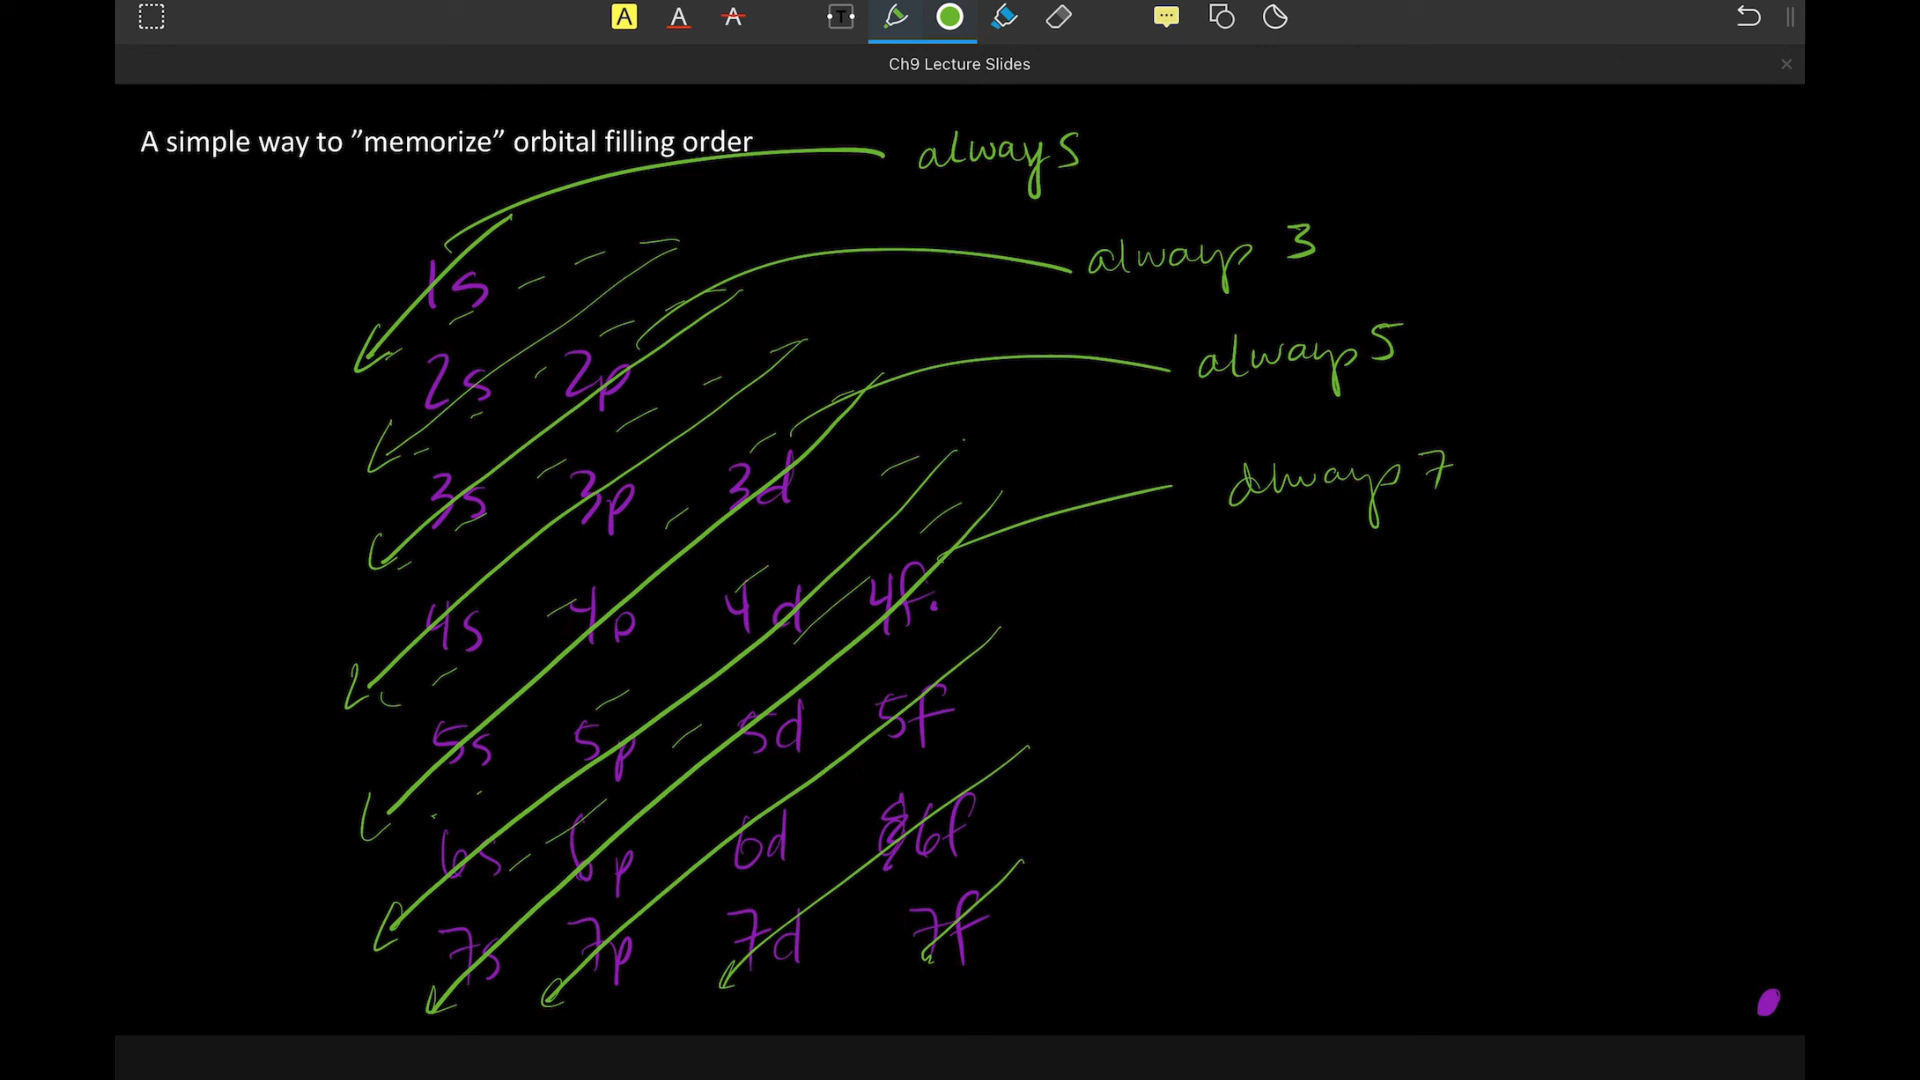 A
A
A
T
Ch9 Lecture Slides
A simple way to ”memorize” orbital filling order
always
always 3
always 5
always 7
1s
2s 2p
3s 3p 3d
4s 4p 4d 4f
5s 5p 5d 5f
6s 6p 6d 6f
7s 7p 7d 7f